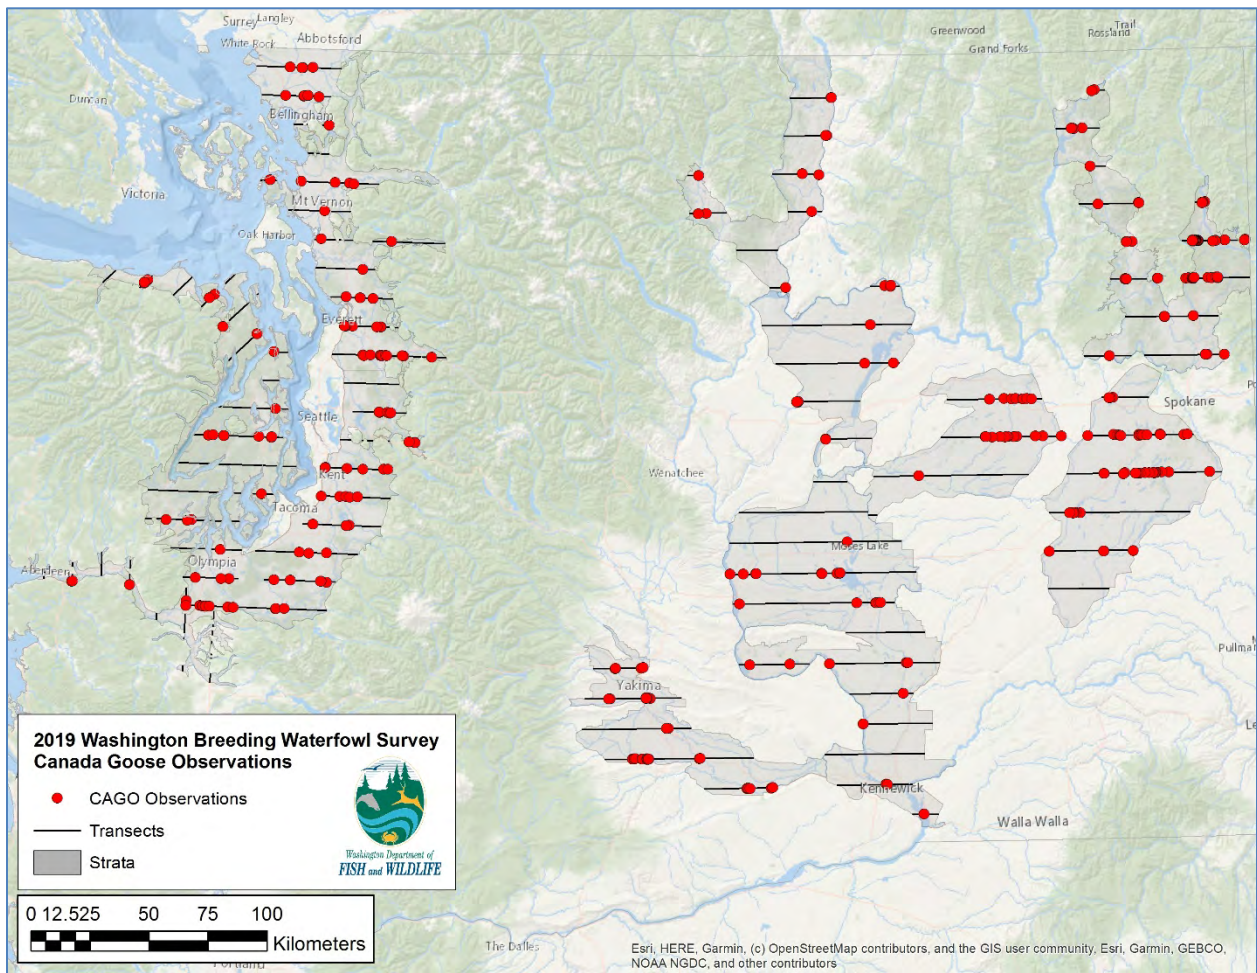 Surrey
Langley
White Rock
Abbotsford
Greenwood
Grand Forks
Trail
Rossland
Duncan
Bellingham
Victoria
Mt Vernon
Oak Harbor
Everett
Seattle
Spokane
Wenatchee
Kent
Tacoma
Moses Lake
Olympia
Aberdeen
Pullman
Yakima
Kennewick
Walla Walla
The Dalles
Portland
2019 Washington Breeding Waterfowl Survey
Canada Goose Observations
CAGO Observations
Transects
Strata
Washington Department of
FISH and WILDLIFE
0 12.525 50 75 100
Kilometers
Esri, HERE, Garmin, (c) OpenStreetMap contributors, and the GIS user community, Esri, Garmin, GEBCO,
NOAA NGDC, and other contributors